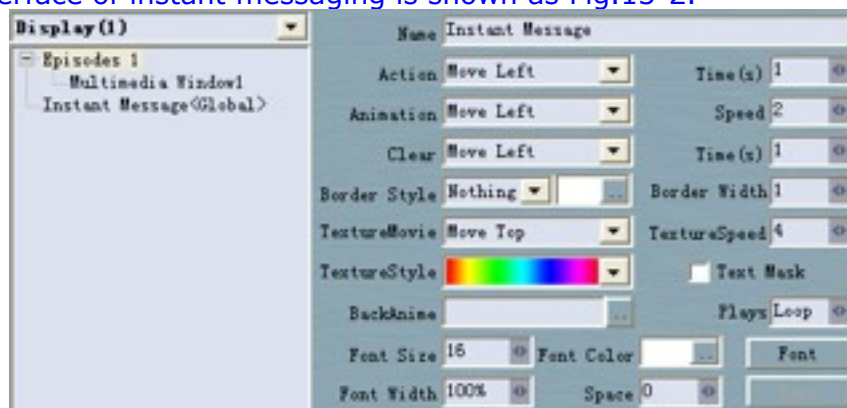 erface of instant messaging is shown as Fig.15-2.
Display(1)
Episodes 1
Multimedia Window1
Instant Message<Global>
Name Instant Message
Action Move Left Time(s) 1
Animation Move Left Speed 2
Clear Move Left Time(s) 1
Border Style Nothing .. Border Width 1
TextureMovie Move Top TextureSpeed 4
TextureStyle Text Mask
BackAnime .. Plays Loop
Font Size 16 Font Color .. Font
Font Width 100% Space 0